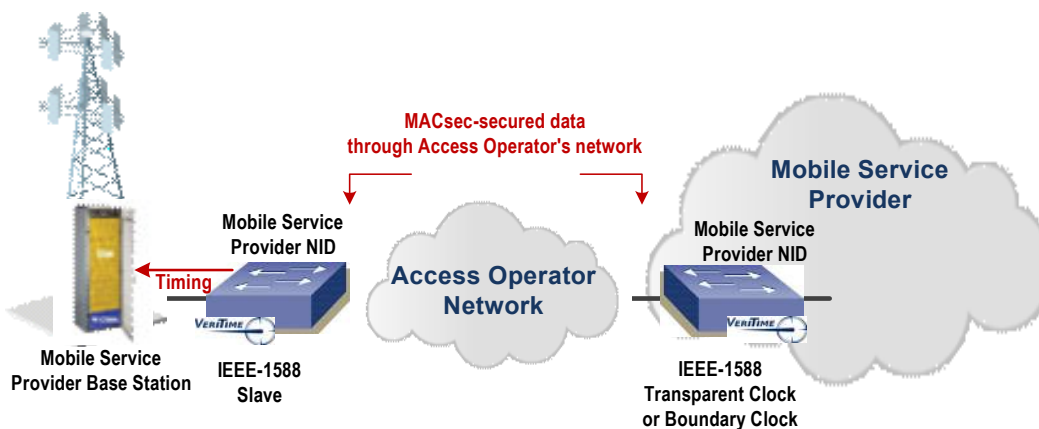 MACsec-secured data
through Access Operator's network
Mobile Service
Provider
Mobile Service
Provider NID
Mobile Service
Provider NID
Access Operator
Network
Timing
VERITIME
VERITIME
Mobile Service
Provider Base Station
IEEE-1588
Slave
IEEE-1588
Transparent Clock
or Boundary Clock